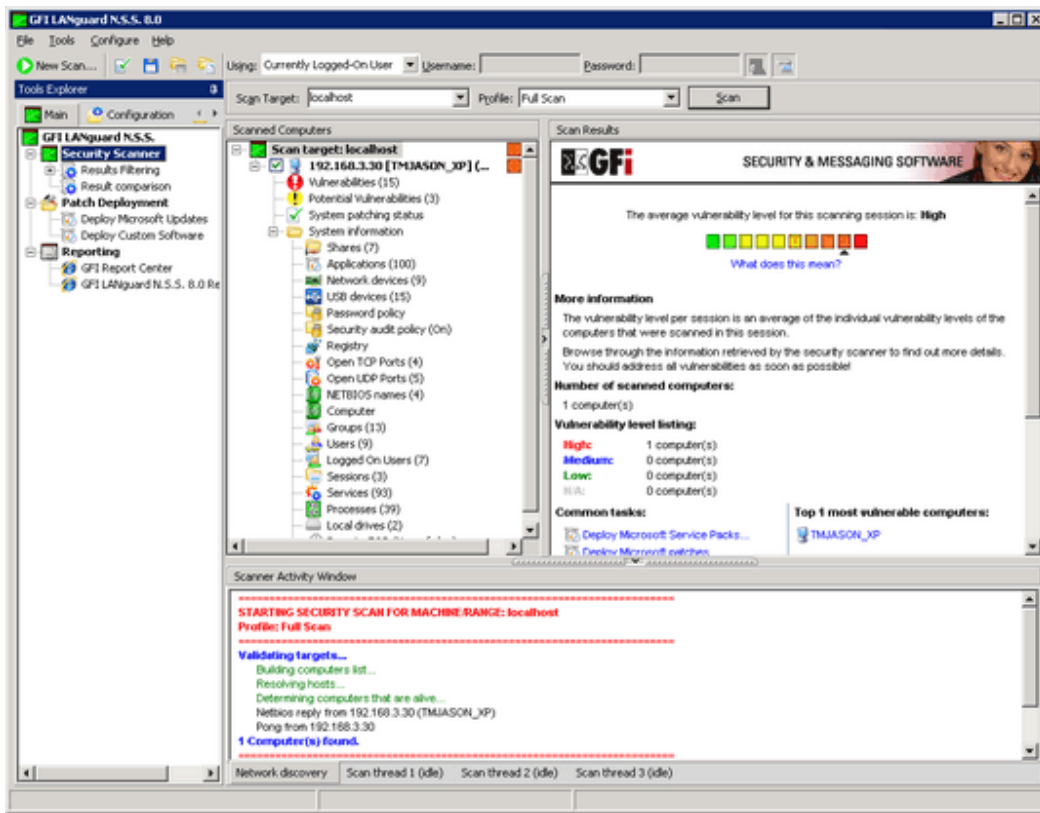 GFI LANguard N.S.S. 8.0
File Tools Configure Help
New Scan... Using: Currently Logged-On User Username: Password:
Tools Explorer
Main Configuration
GFI LANguard N.S.S.
Security Scanner
Results Filtering
Result comparison
Patch Deployment
Deploy Microsoft Updates
Deploy Custom Software
Reporting
GFI Report Center
GFI LANguard N.S.S. 8.0 Re
Scan Target: localhost Profile: Full Scan Scan
Scanned Computers
Scan target: localhost
192.168.3.30 [TMJASON_XP] (...
Vulnerabilities (15)
Potential Vulnerabilities (3)
System patching status
System information
Shares (7)
Applications (100)
Network devices (9)
USB devices (15)
Password policy
Security audit policy (On)
Registry
Open TCP Ports (4)
Open UDP Ports (5)
NETBIOS names (4)
Computer
Groups (13)
Users (9)
Logged On Users (7)
Sessions (3)
Services (93)
Processes (39)
Local drives (2)
Scan Results
GFi SECURITY & MESSAGING SOFTWARE
The average vulnerability level for this scanning session is: High
What does this mean?
More information
The vulnerability level per session is an average of the individual vulnerability levels of the
computers that were scanned in this session.
Browse through the information retrieved by the security scanner to find out more details.
You should address all vulnerabilities as soon as possible!
Number of scanned computers:
1 computer(s)
Vulnerability level listing:
High: 1 computer(s)
Medium: 0 computer(s)
Low: 0 computer(s)
N/A: 0 computer(s)
Common tasks:
Deploy Microsoft Service Packs...
Deploy Microsoft patches
Top 1 most vulnerable computers:
TMJASON_XP
Scanner Activity Window
STARTING SECURITY SCAN FOR MACHINE/RANGE: localhost
Profile: Full Scan
Validating targets...
Building computers list...
Resolving hosts...
Determining computers that are alive...
Netbios reply from 192.168.3.30 (TMJASON_XP)
Pong from 192.168.3.30
1 Computer(s) found.
Network discovery Scan thread 1 (idle) Scan thread 2 (idle) Scan thread 3 (idle)